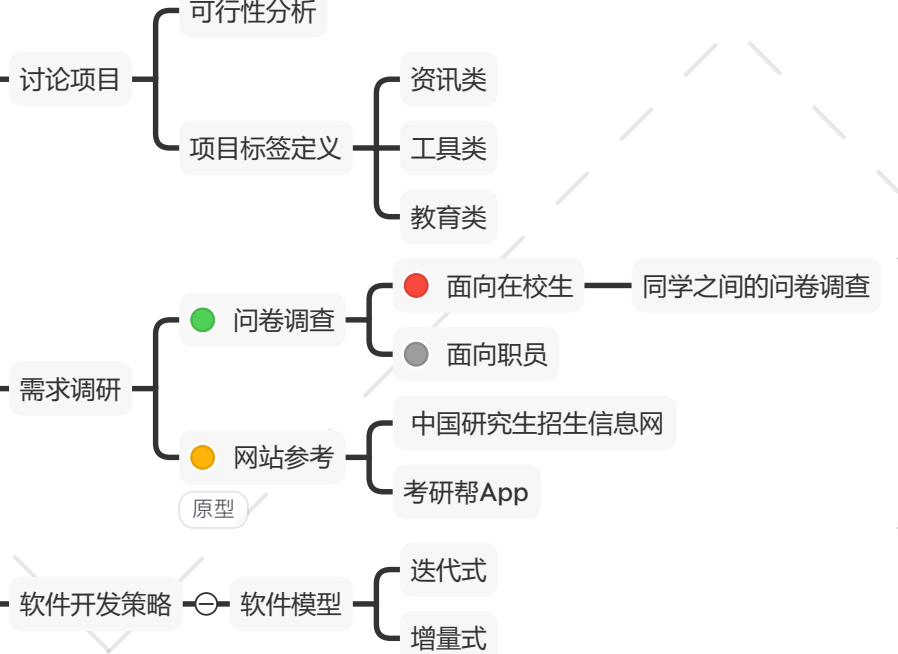 可行性分析
讨论项目
项目标签定义
资讯类
工具类
教育类
需求调研
问卷调查
面向在校生
同学之间的问卷调查
面向职员
网站参考
原型
中国研究生招生信息网
考研帮App
软件开发策略
软件模型
迭代式
增量式